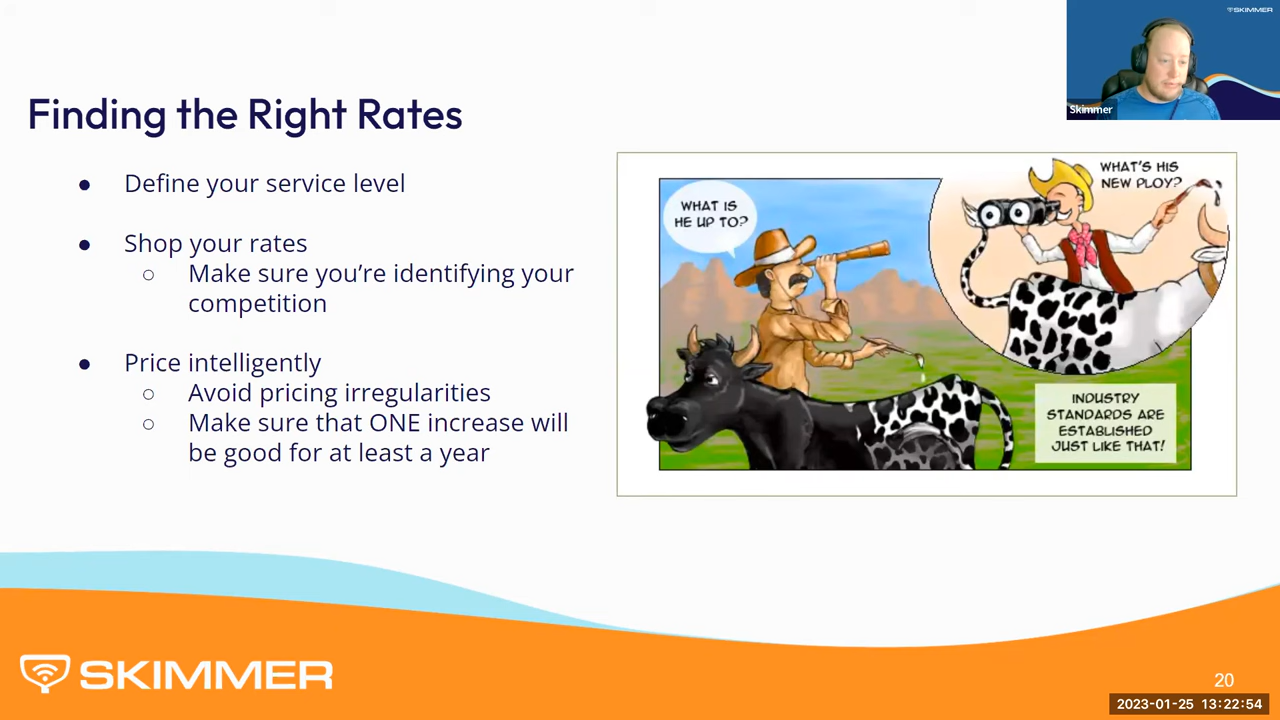 SKIMMER
Skimmer
Finding the Right Rates
● Define your service level
● Shop your rates
○ Make sure you’re identifying your
competition
● Price intelligently
○ Avoid pricing irregularities
○ Make sure that ONE increase will
be good for at least a year
WHAT IS
HE UP TO?
WHAT'S HIS
NEW PLOY?
INDUSTRY
STANDARDS ARE
ESTABLISHED
JUST LIKE THAT!
SKIMMER
20
2023-01-25 13:22:54